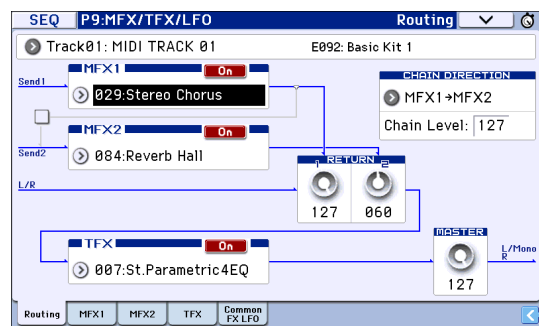 SEQ P9:MFX/TFX/LFO Routing
Track01: MIDI TRACK 01 E092: Basic Kit 1
MFX1 On
CHAIN DIRECTION
Send1
029:Stereo Chorus
MFX1→MFX2
MFX2 On
Chain Level: 127
Send2
084:Reverb Hall
1 RETURN 2
L/R
127 060
TFX On
MASTER
007:St.Parametric4EQ
L/Mono
R
127
Routing MFX1 MFX2 TFX Common
FX LFO